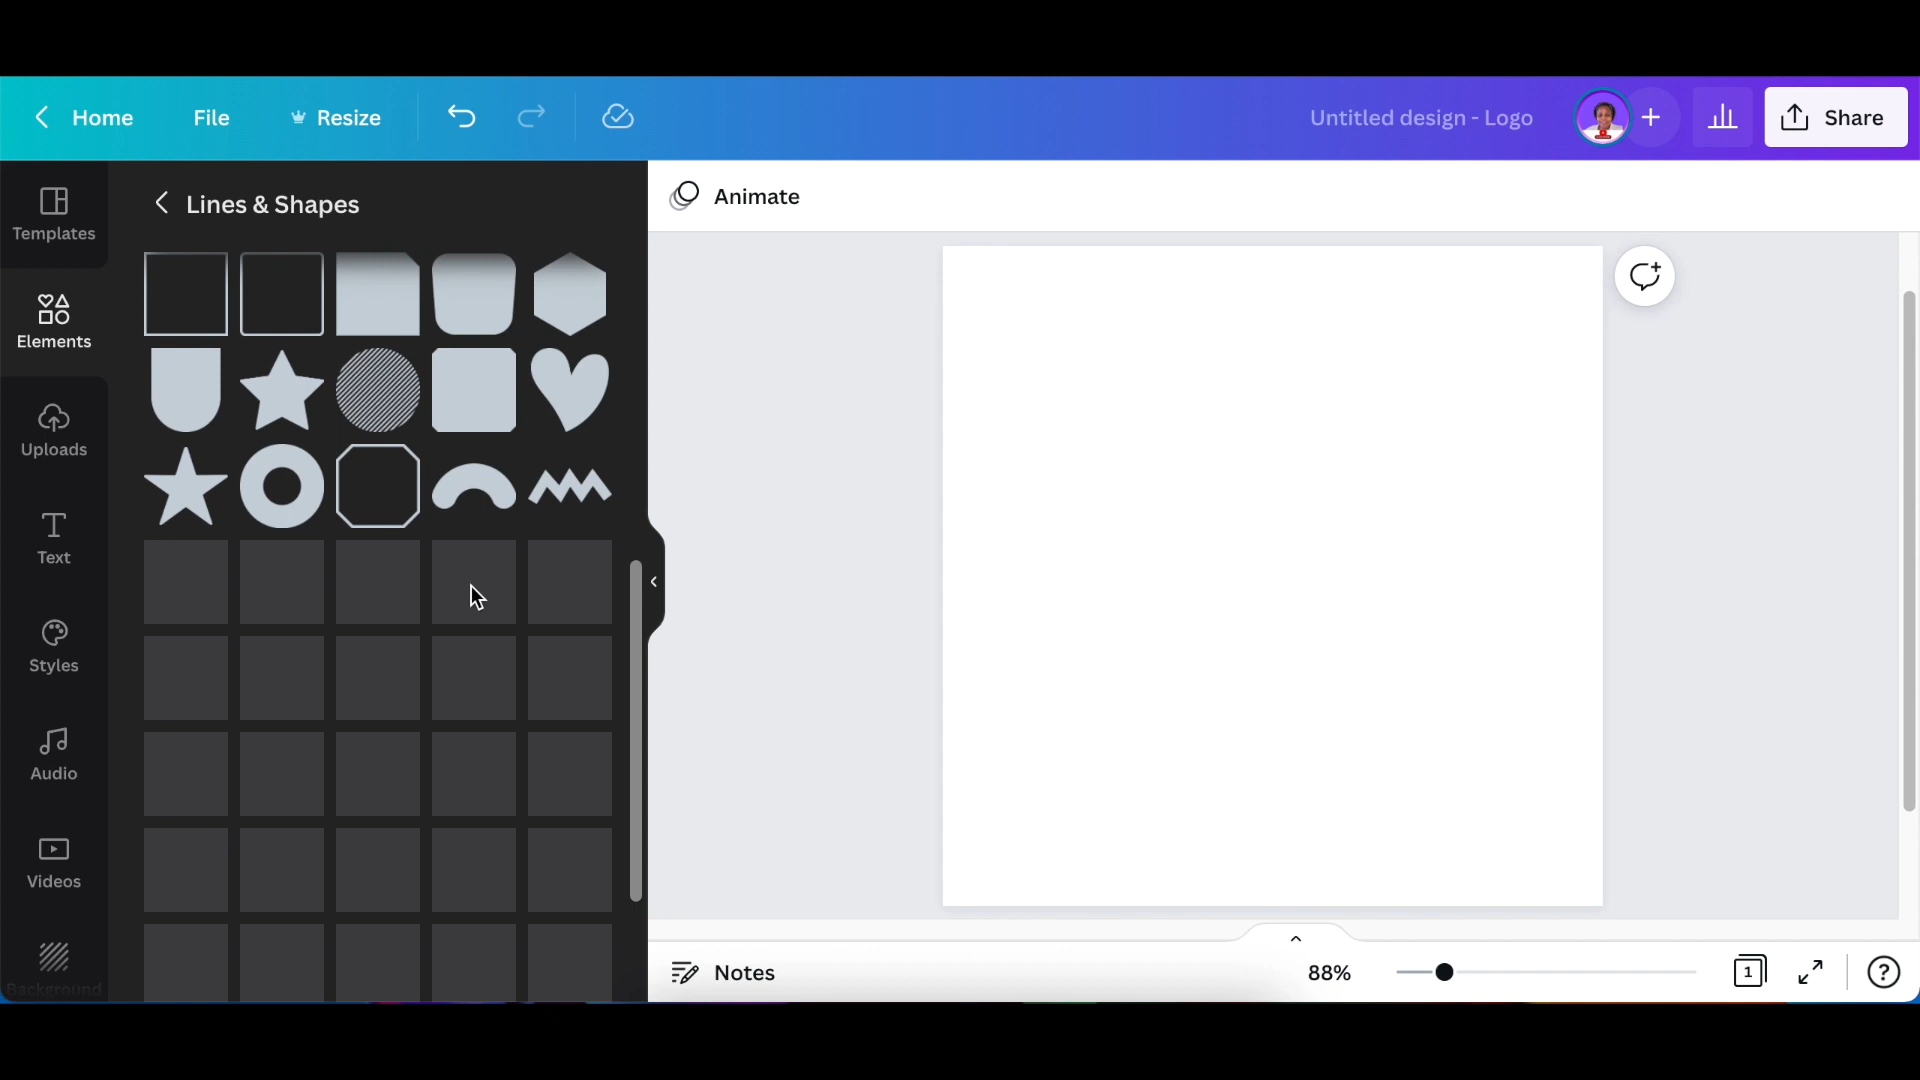 Home File Resize Untitled design - Logo Share
Templates
Elements
Uploads
Text
Styles
Audio
Videos
Background
Lines & Shapes
Animate
Notes 88% 1 ?